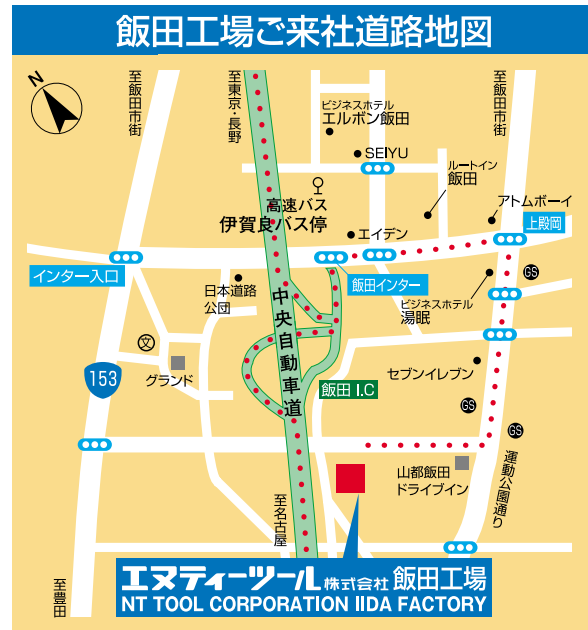 飯田工場ご来社道路地図
N
至飯田市街
至東京・長野
至飯田市街
ビジネスホテル
エルボン飯田
SEIYU
ルートイン
飯田
アトムボーイ
上殿岡
高速バス
伊賀良バス停
エイデン
インター入口
日本道路
公団
飯田インター
GS
ビジネスホテル
湯眠
中央自動車道
文
グランド
153
飯田 I.C
セブンイレブン
GS
GS
山都飯田
ドライブイン
運動公園通り
至名古屋
至豊田
エヌティーツール株式会社 飯田工場
NT TOOL CORPORATION IIDA FACTORY